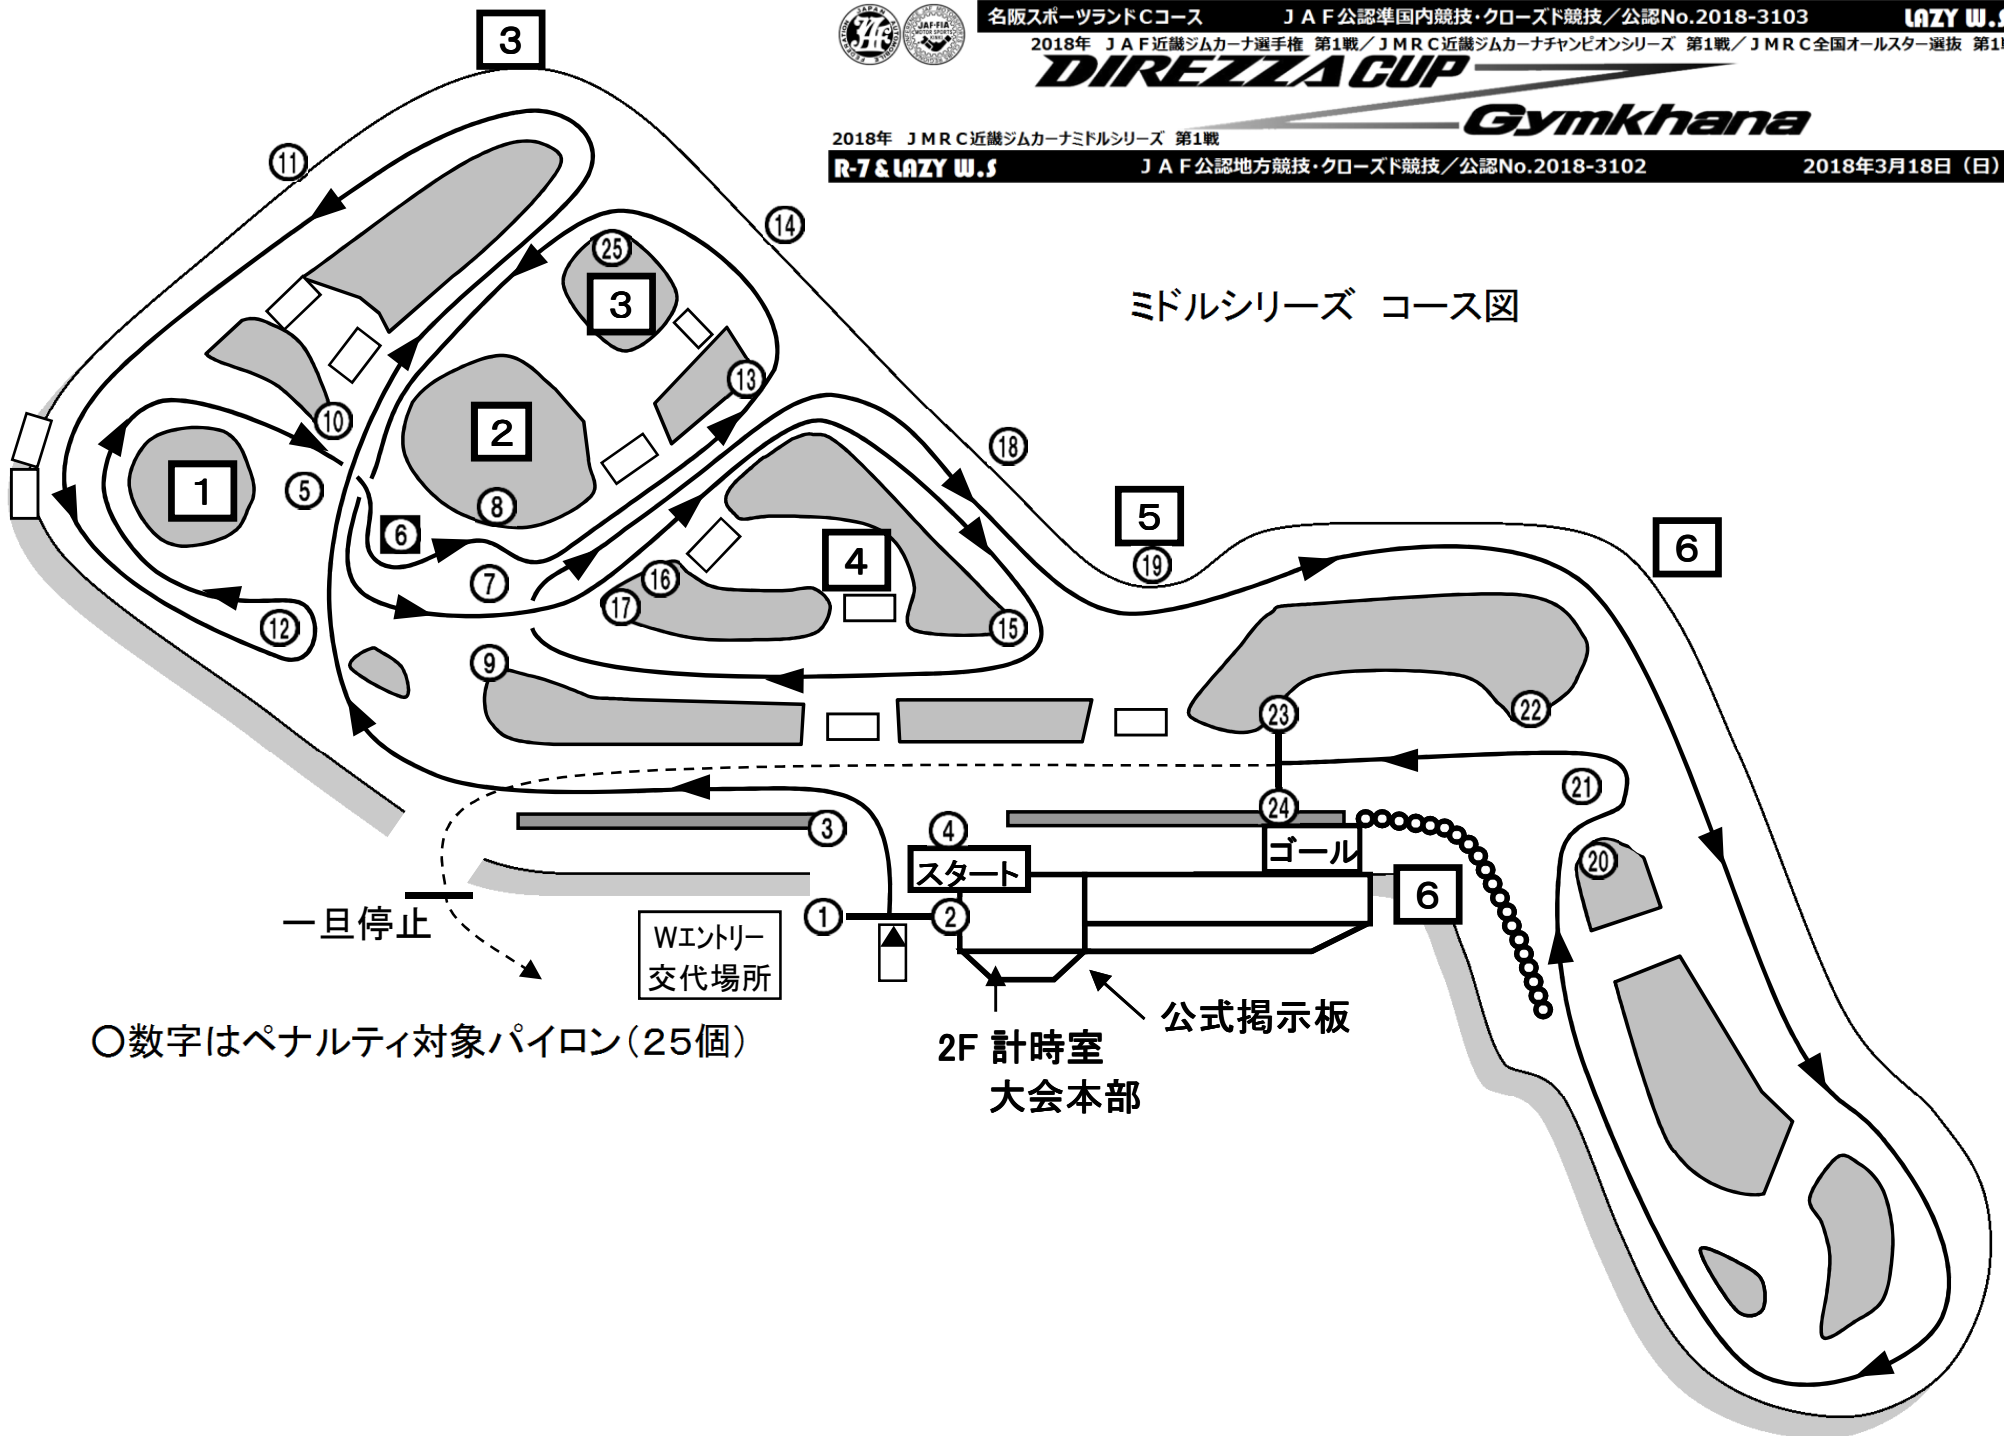 名阪スポーツランドCコース JAF公認準国内競技・クローズド競技／公認No.2018-3103 LAZY W.S
2018年 JAF近畿ジムカーナ選手権 第1戦／JMRC近畿ジムカーナチャンピオンシリーズ 第1戦／JMRC全国オールスター選抜 第1戦
DIREZZA CUP
Gymkhana
2018年 JMRC近畿ジムカーナミドルシリーズ 第1戦
R-7 & LAZY W.S JAF公認地方競技・クローズド競技／公認No.2018-3102 2018年3月18日（日）
JAF-FIA
ミドルシリーズ コース図
3
⑪
⑭
㉕
3
⑬
2
⑩
1
⑤
⑧
⑥
⑱
5
⑲
6
4
⑦
⑯
⑰
⑫
⑮
⑨
㉓
㉒
㉑
㉔
③
④
スタート
ゴール
⑳
6
①
②
一旦停止
Wエントリー
交代場所
公式掲示板
2F 計時室
大会本部
○数字はペナルティ対象パイロン（25個）